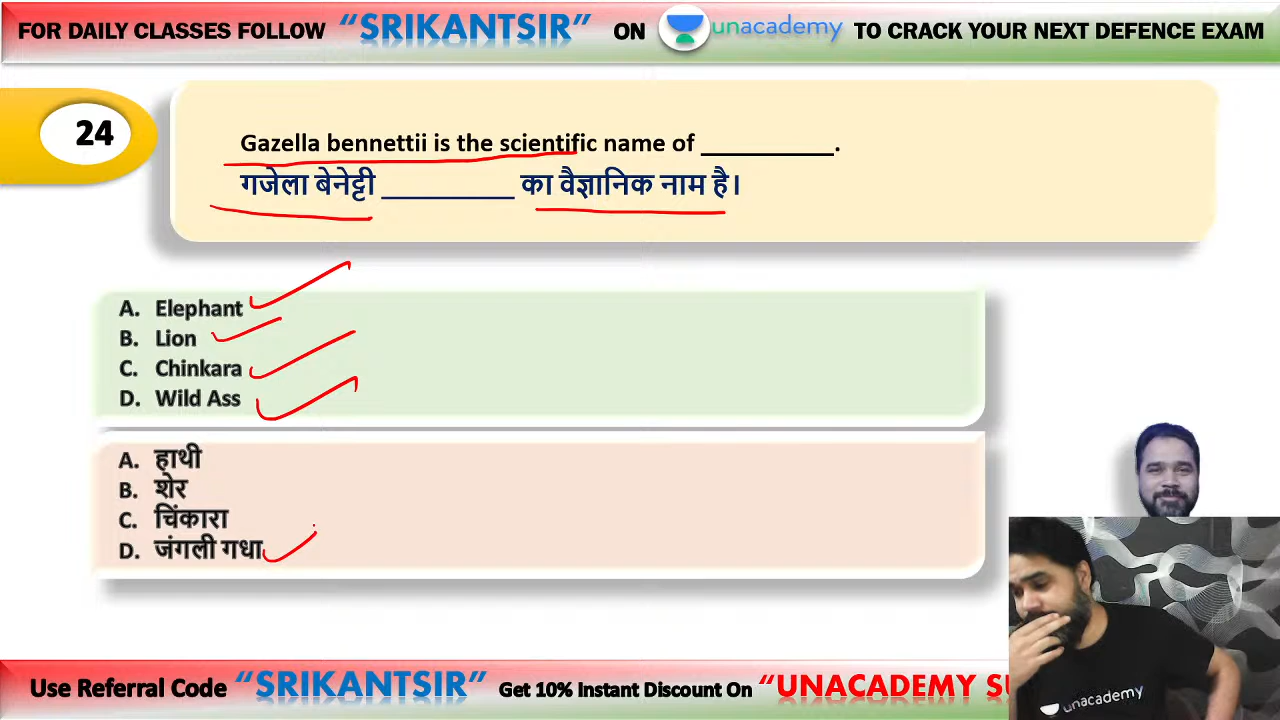 FOR DAILY CLASSES FOLLOW “SRIKANTSIR” ON unacademy TO CRACK YOUR NEXT DEFENCE EXAM
24
Gazella bennettii is the scientific name of __________.
गजेला बेनेट्टी __________ का वैज्ञानिक नाम है।
A. Elephant
B. Lion
C. Chinkara
D. Wild Ass
A. हाथी
B. शेर
C. चिंकारा
D. जंगली गधा
unacademy
Use Referral Code “SRIKANTSIR” Get 10% Instant Discount On “UNACADEMY